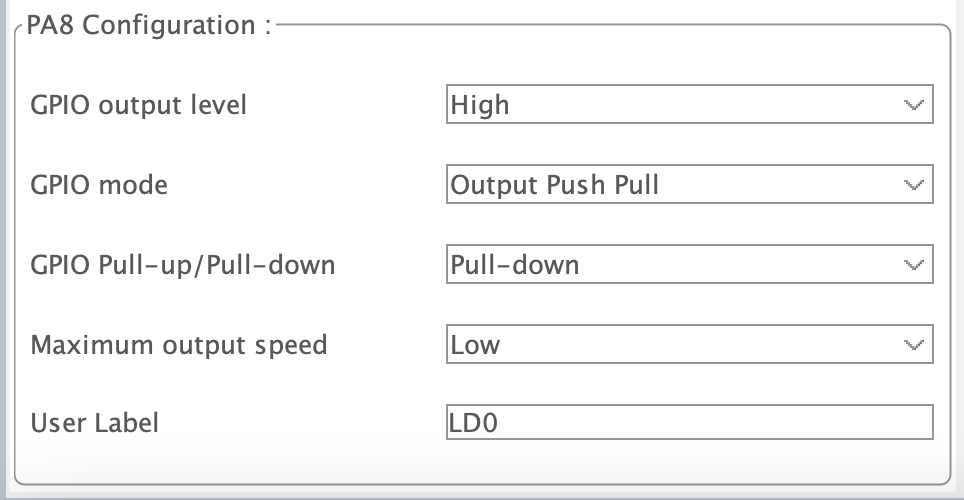 PA8 Configuration :
GPIO output level High
GPIO mode Output Push Pull
GPIO Pull-up/Pull-down Pull-down
Maximum output speed Low
User Label LD0